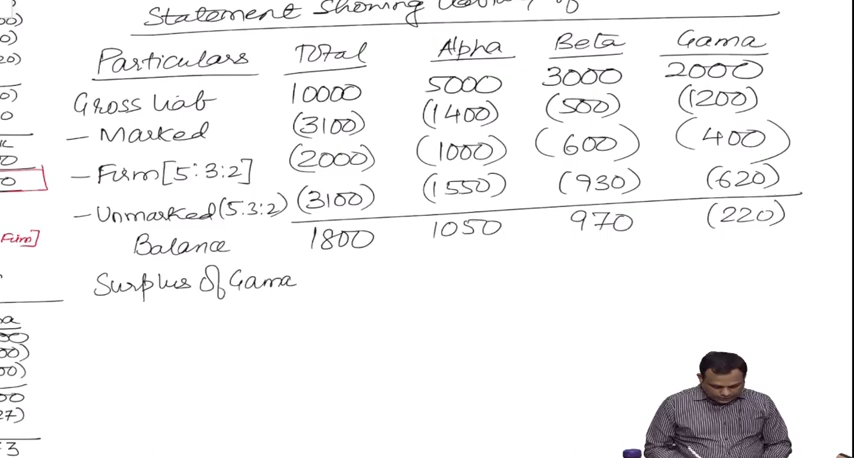 Statement Showing
Particulars Total Alpha Beta Gama
Gross Liab 10000 5000 3000 2000
- Marked (3100) (1400) (500) (1200)
- Firm [5:3:2] (2000) (1000) (600) (400)
- Unmarked (5:3:2) (3100) (1550) (930) (620)
Balance 1800 1050 970 (220)
Surplus Of Gama
Firm]